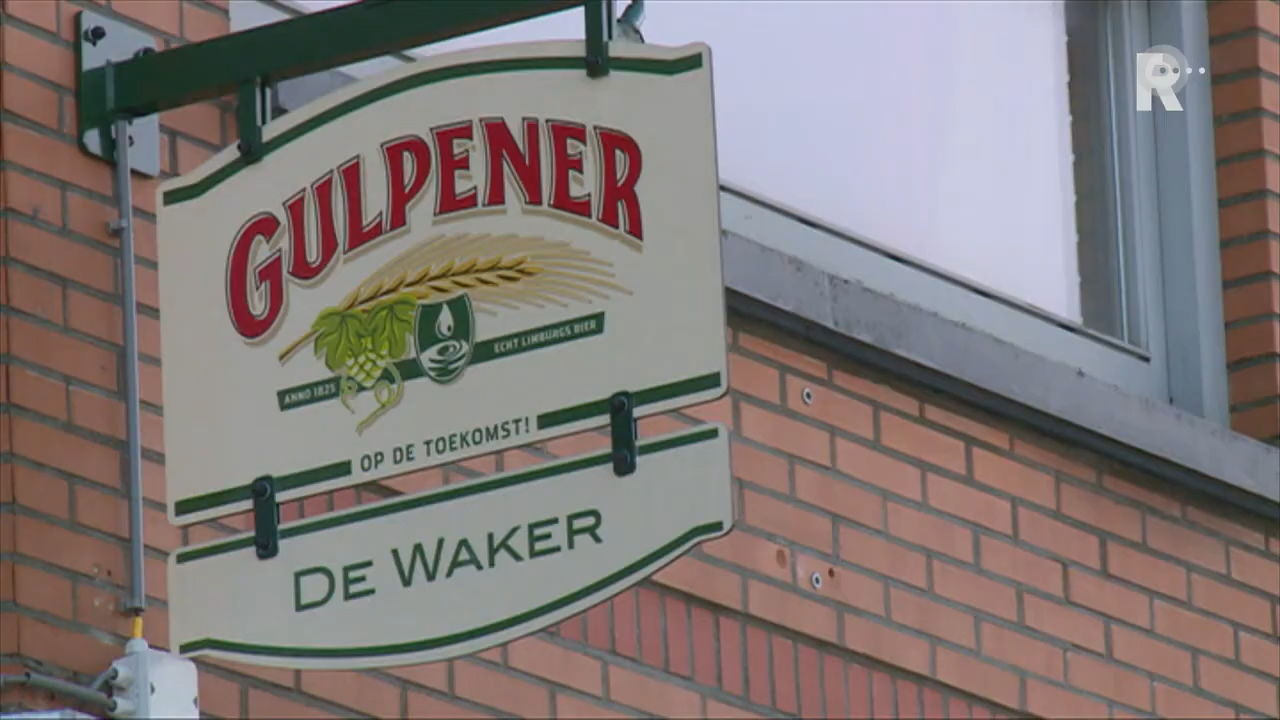 R
GULPENER
ANNO 1825
ECHT LIMBURGS BIER
OP DE TOEKOMST!
DE WAKER